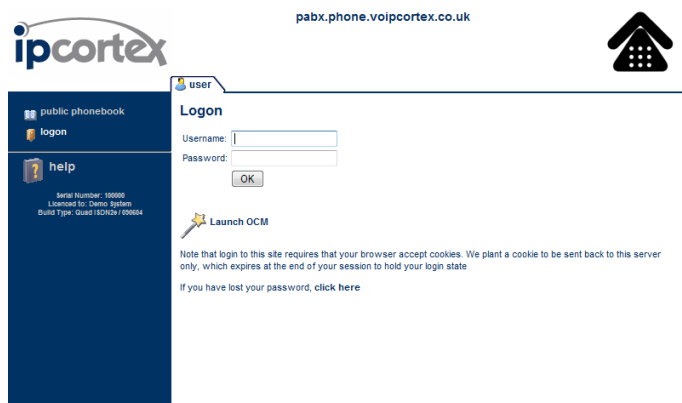 pabx.phone.voipcortex.co.uk
ipcortex
user
public phonebook
logon
help
Serial Number: 100000
Licenced to: Demo System
Build Type: Quad ISDN2e / 090684
Logon
Username:
Password:
OK
Launch OCM
Note that login to this site requires that your browser accept cookies. We plant a cookie to be sent back to this server
only, which expires at the end of your session to hold your login state
If you have lost your password, click here